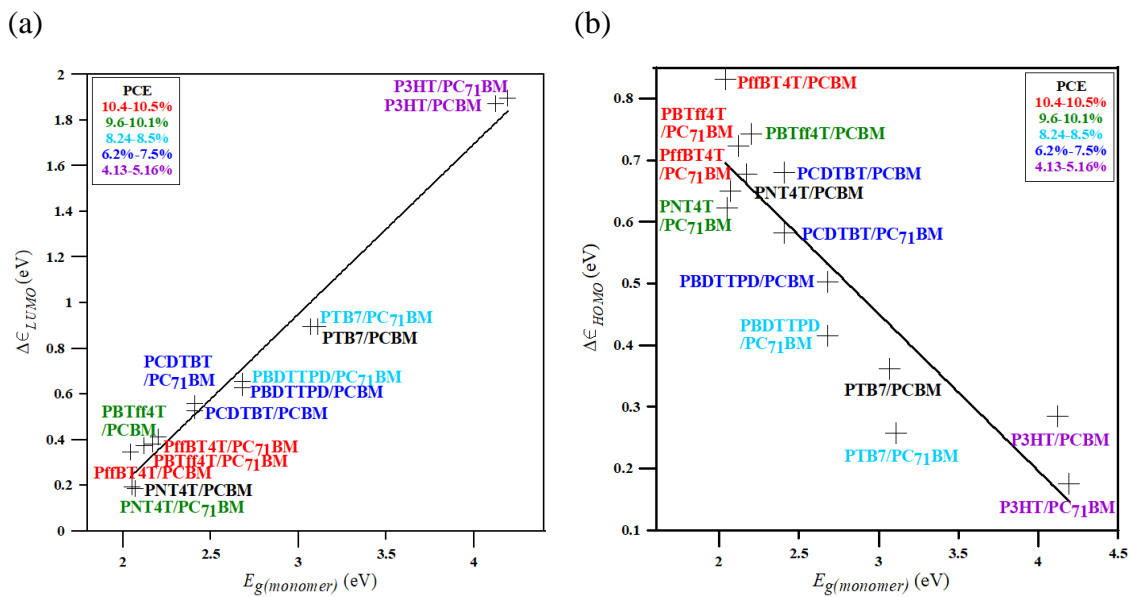 (a)
(b)
2
1.8
1.6
1.4
1.2
1
0.8
0.6
0.4
0.2
0
2
2.5
3
3.5
4
Δϵ_LUMO (eV)
E_g(monomer) (eV)
PCE
10.4-10.5%
9.6-10.1%
8.24-8.5%
6.2%-7.5%
4.13-5.16%
P3HT/PC71BM
P3HT/PCBM
PTB7/PC71BM
PTB7/PCBM
PCDTBT
/PC71BM
PBDTTPD/PC71BM
PBDTTPD/PCBM
PCDTBT/PCBM
PBTff4T
/PCBM
PffBT4T/PC71BM
PBTff4T/PC71BM
PffBT4T/PCBM
PNT4T/PCBM
PNT4T/PC71BM
0.8
0.7
0.6
0.5
0.4
0.3
0.2
0.1
2
2.5
3
3.5
4
4.5
Δϵ_HOMO (eV)
E_g(monomer) (eV)
PCE
10.4-10.5%
9.6-10.1%
8.24-8.5%
6.2%-7.5%
4.13-5.16%
PffBT4T/PCBM
PBTff4T
/PC71BM
PBTff4T/PCBM
PffBT4T
/PC71BM
PCDTBT/PCBM
PNT4T/PCBM
PNT4T
/PC71BM
PCDTBT/PC71BM
PBDTTPD/PCBM
PBDTTPD
/PC71BM
PTB7/PCBM
PTB7/PC71BM
P3HT/PCBM
P3HT/PC71BM